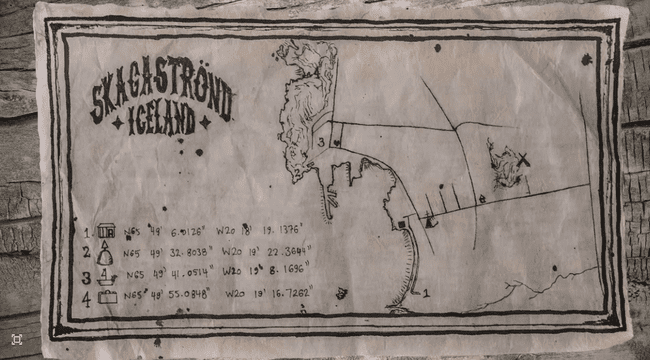 SKAGASTRÖND
ICELAND
1. N65 49' 6.0126" W20 18' 19.1376"
2 N65 49' 32.8038" W20 19' 22.3644"
3 N65 49' 41.0514" W20 19' 8.1696"
4 N65° 49' 55.0848" W20 19' 16.7262"
3
X
1